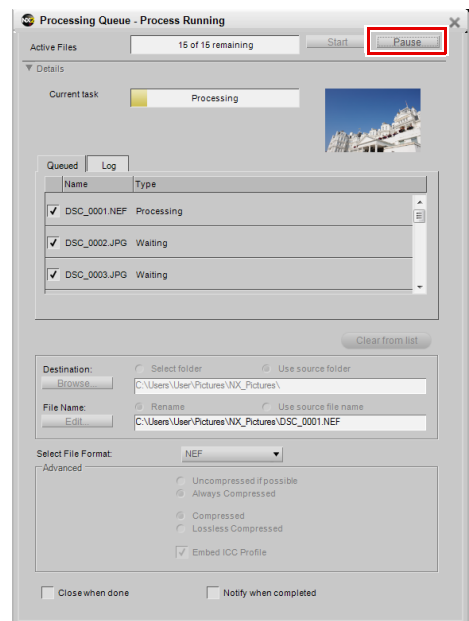 Processing Queue - Process Running
Active Files 15 of 15 remaining Start Pause
Details
Current task Processing
Queued Log
Name Type
DSC_0001.NEF Processing
DSC_0002.JPG Waiting
DSC_0003.JPG Waiting
Clear from list
Destination: Select folder Use source folder
Browse... C:\Users\User\Pictures\NX_Pictures\
File Name: Rename Use source file name
Edit... C:\Users\User\Pictures\NX_Pictures\DSC_0001.NEF
Select File Format: NEF
Advanced
Uncompressed if possible
Always Compressed
Compressed
Lossless Compressed
Embed ICC Profile
Close when done Notify when completed